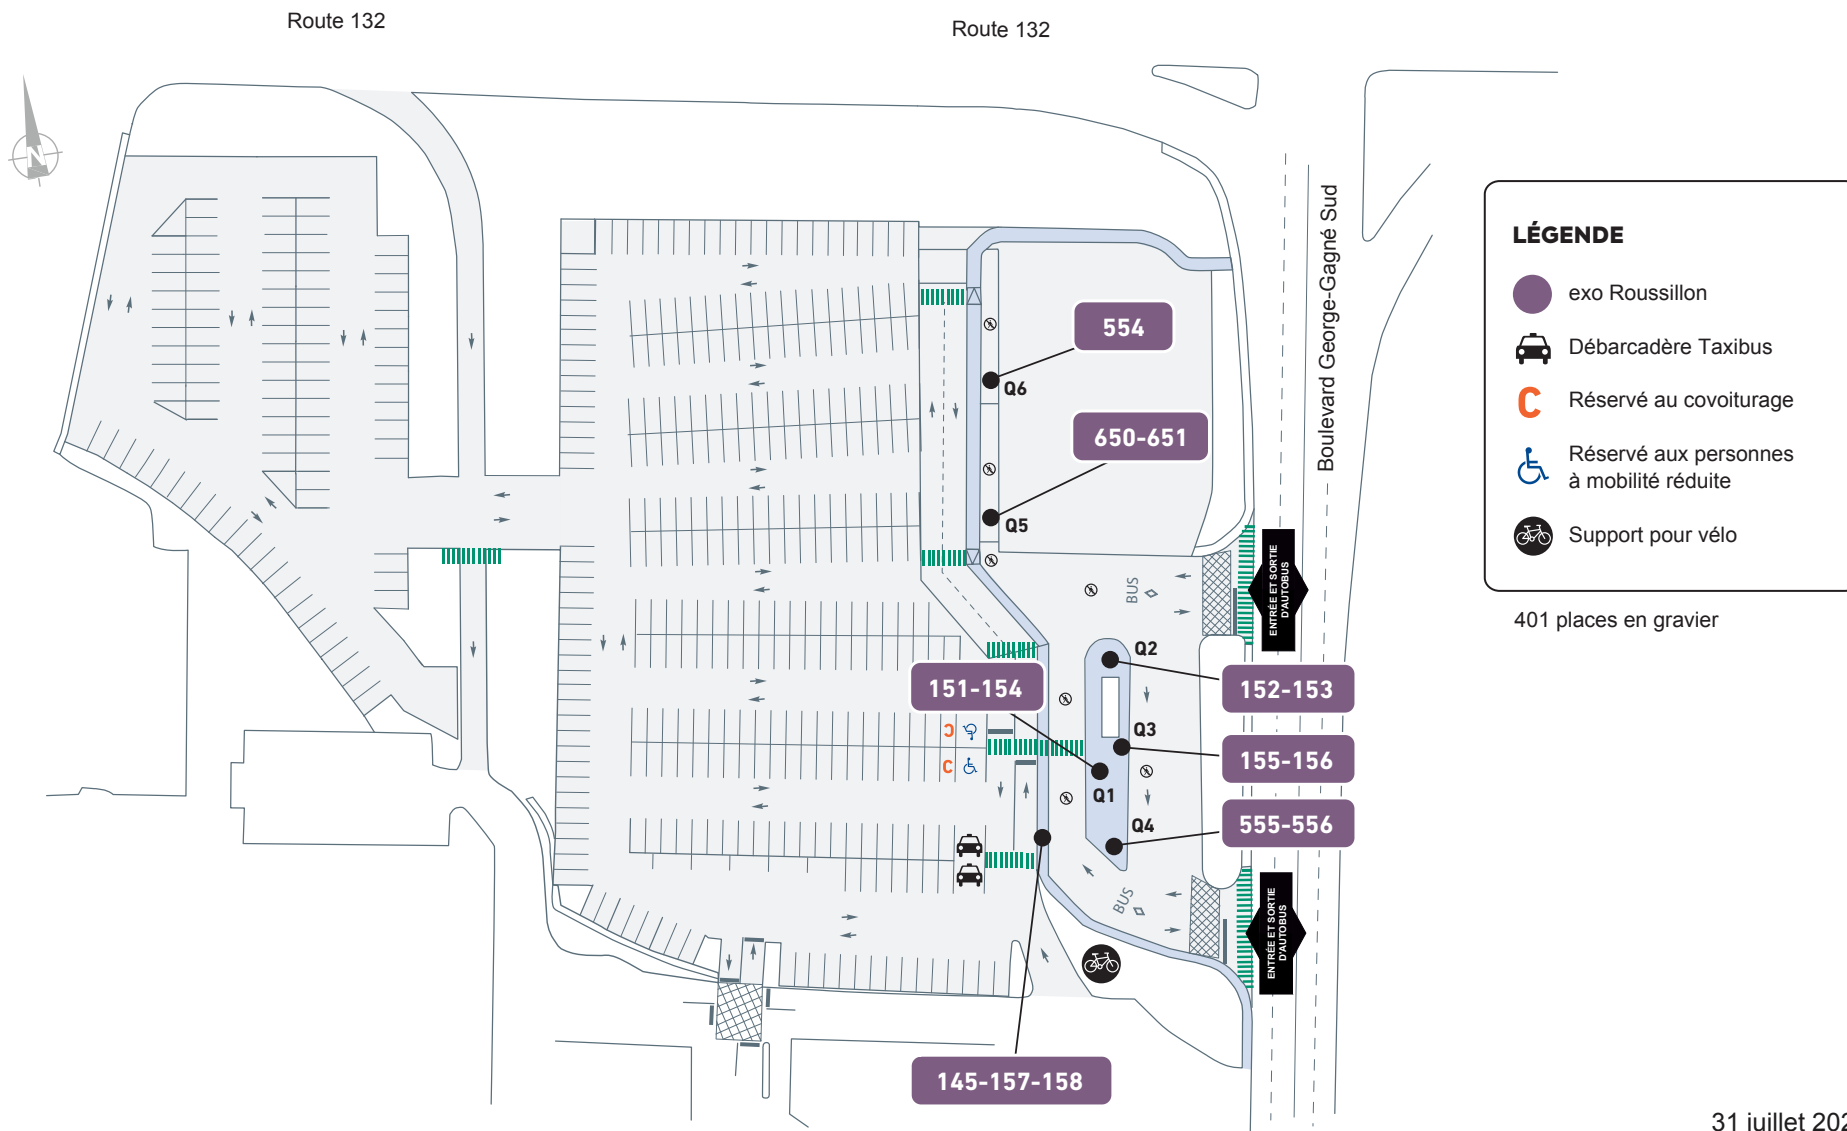 Route 132
Route 132
N
Boulevard George-Gagné Sud
LÉGENDE
exo Roussillon
Débarcadère Taxibus
C
Réservé au covoiturage
Réservé aux personnes
à mobilité réduite
Support pour vélo
401 places en gravier
554
Q6
650-651
Q5
BUS
ENTRÉE ET SORTIE
D'AUTOBUS
Q2
151-154
152-153
C
Q3
C
155-156
Q1
Q4
555-556
BUS
ENTRÉE ET SORTIE
D'AUTOBUS
145-157-158
31 juillet 202